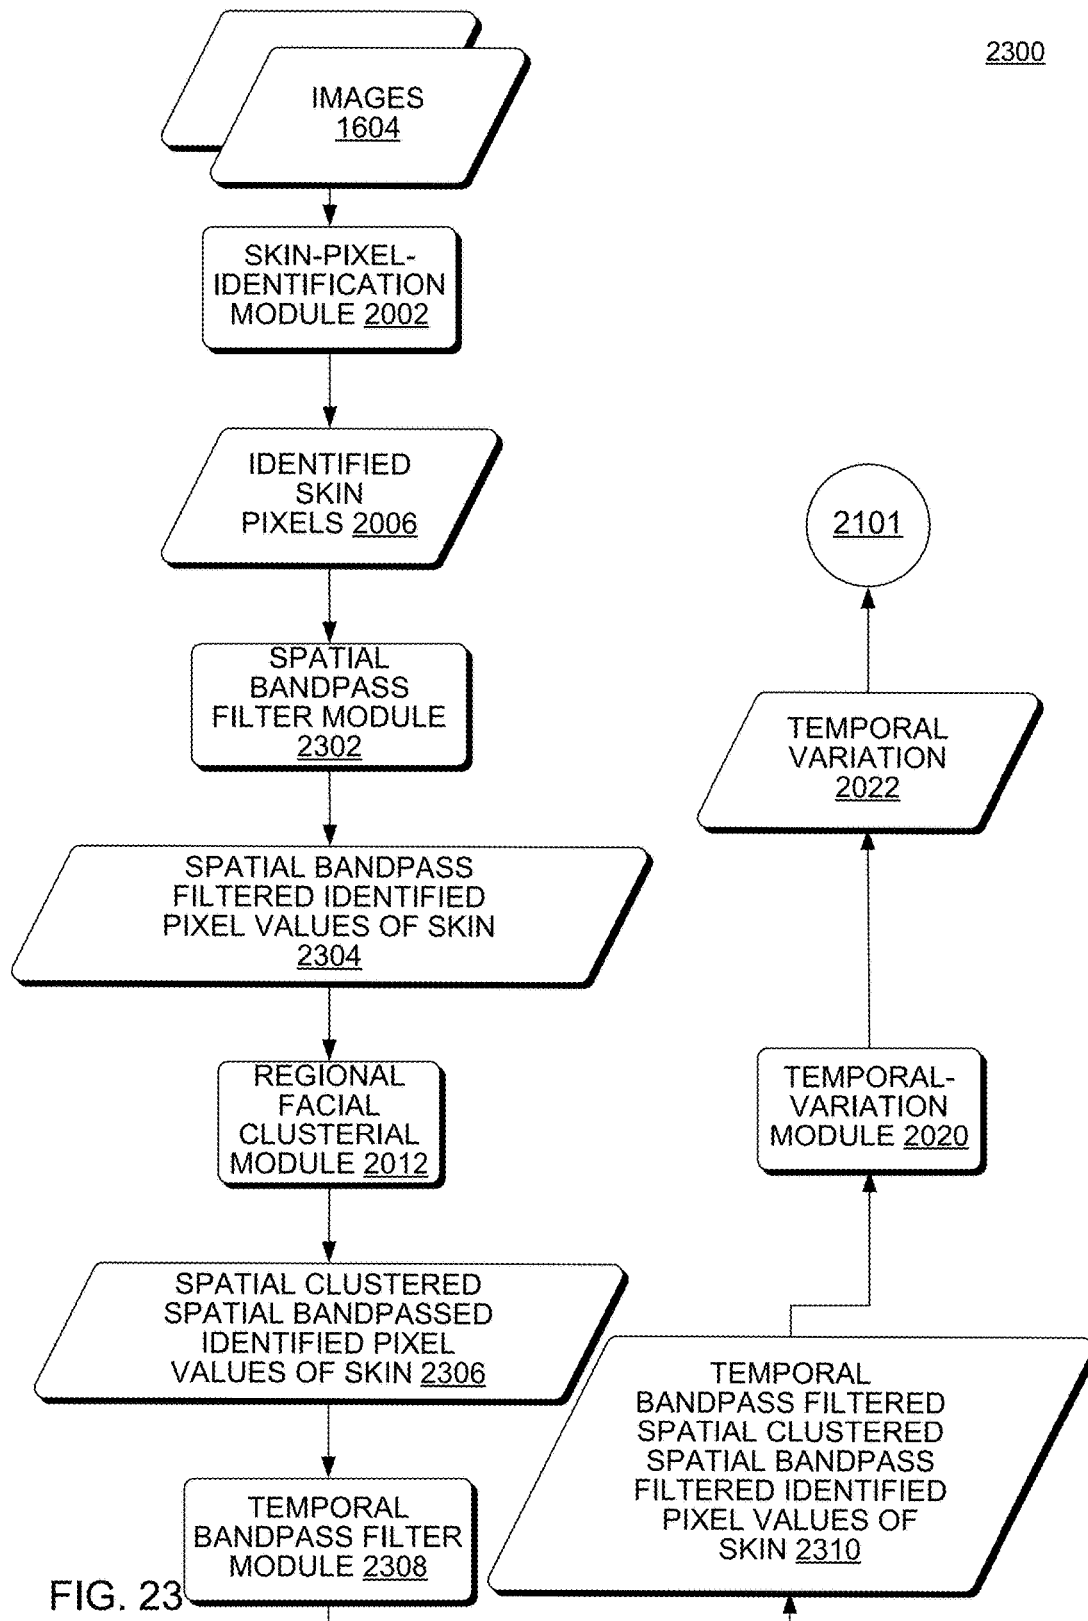 2300
IMAGES
1604
SKIN-PIXEL-
IDENTIFICATION
MODULE 2002
IDENTIFIED
SKIN
PIXELS 2006
SPATIAL
BANDPASS
FILTER MODULE
2302
SPATIAL BANDPASS
FILTERED IDENTIFIED
PIXEL VALUES OF SKIN
2304
REGIONAL
FACIAL
CLUSTERIAL
MODULE 2012
SPATIAL CLUSTERED
SPATIAL BANDPASSED
IDENTIFIED PIXEL
VALUES OF SKIN 2306
TEMPORAL
BANDPASS FILTER
MODULE 2308
TEMPORAL
BANDPASS FILTERED
SPATIAL CLUSTERED
SPATIAL BANDPASS
FILTERED IDENTIFIED
PIXEL VALUES OF
SKIN 2310
TEMPORAL-
VARIATION
MODULE 2020
TEMPORAL
VARIATION
2022
2101
FIG. 23